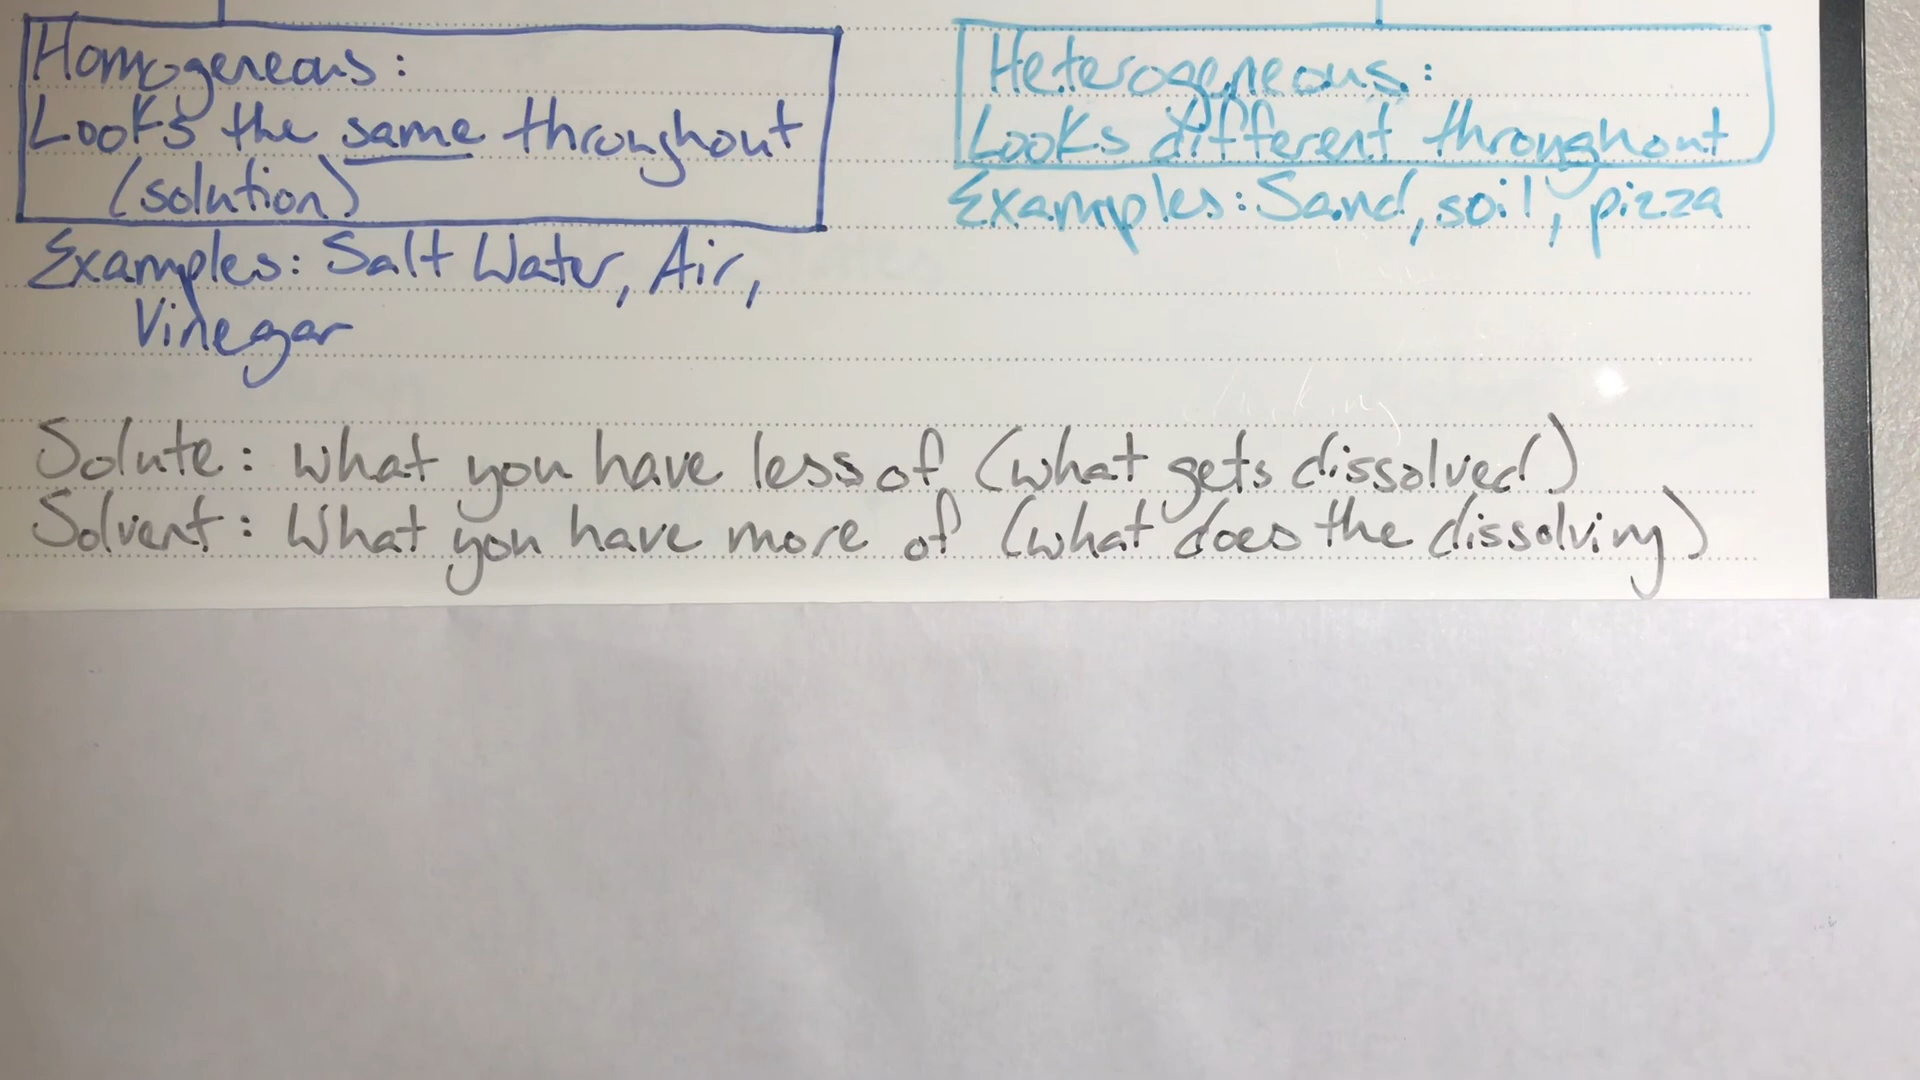 Homogeneous:
Looks the same throughout
(solution)
Examples: Salt Water, Air,
Vinegar
Heterogeneous:
Looks different throughout
Examples: Sand, soil, pizza
Solute: what you have less of (what gets dissolved)
Solvent: What you have more of (what does the dissolving)